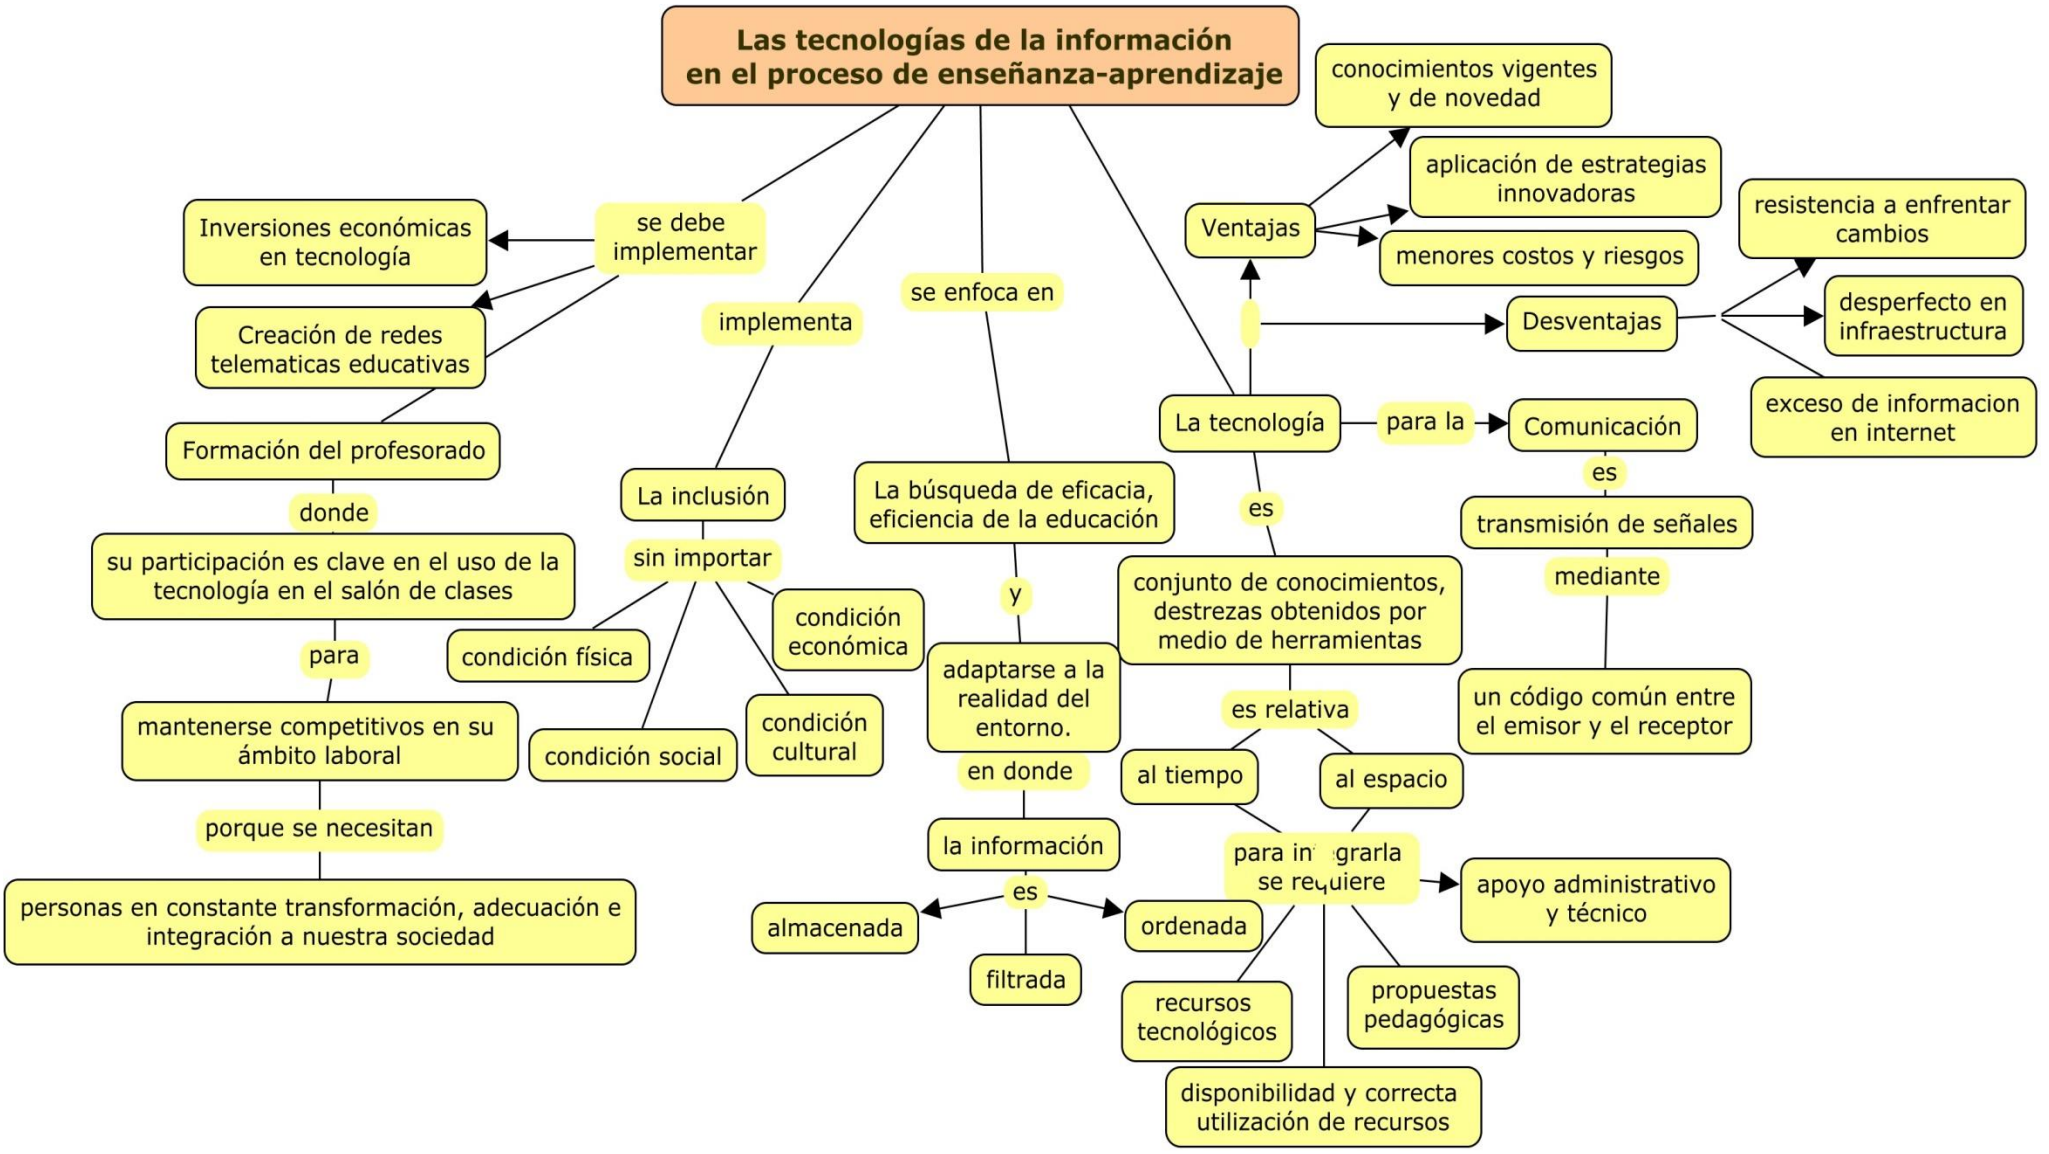 Las tecnologías de la información
en el proceso de enseñanza-aprendizaje
se debe
implementar
Inversiones económicas
en tecnología
Creación de redes
telematicas educativas
Formación del profesorado
donde
su participación es clave en el uso de la
tecnología en el salón de clases
para
mantenerse competitivos en su
ámbito laboral
porque se necesitan
personas en constante transformación, adecuación e
integración a nuestra sociedad
implementa
La inclusión
sin importar
condición física
condición social
condición
cultural
condición
económica
se enfoca en
La búsqueda de eficacia,
eficiencia de la educación
y
adaptarse a la
realidad del
entorno.
en donde
la información
es
almacenada
filtrada
ordenada
La tecnología
Ventajas
conocimientos vigentes
y de novedad
aplicación de estrategias
innovadoras
menores costos y riesgos
Desventajas
resistencia a enfrentar
cambios
desperfecto en
infraestructura
exceso de informacion
en internet
para la
Comunicación
es
transmisión de señales
mediante
un código común entre
el emisor y el receptor
es
conjunto de conocimientos,
destrezas obtenidos por
medio de herramientas
es relativa
al tiempo
al espacio
para integrarla
se requiere
apoyo administrativo
y técnico
propuestas
pedagógicas
recursos
tecnológicos
disponibilidad y correcta
utilización de recursos